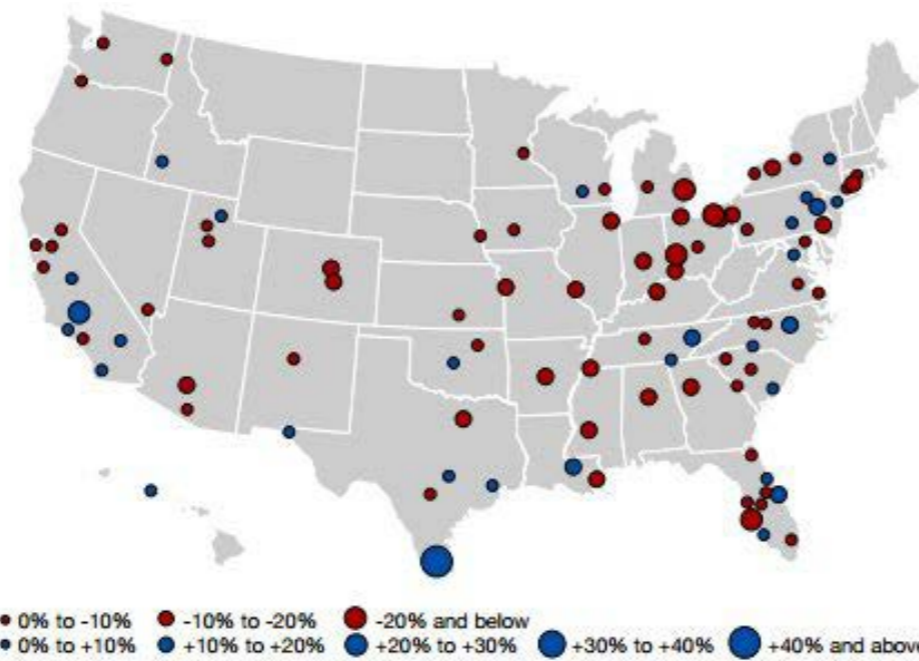 0% to -10% -10% to -20% -20% and below
0% to +10% +10% to +20% +20% to +30% +30% to +40% +40% and abov